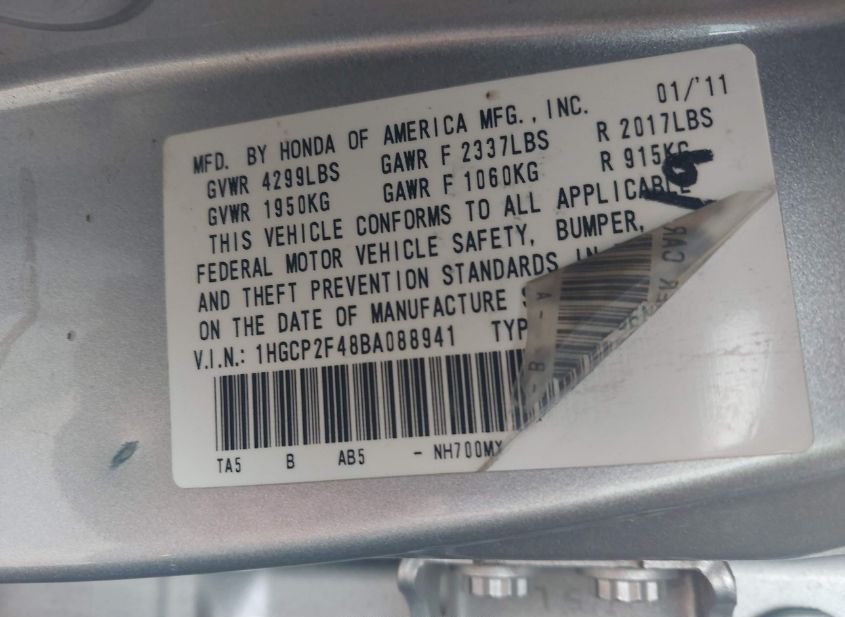 MFD. BY HONDA OF AMERICA MFG., INC. 01/'11
GVWR 4299LBS GAWR F 2337LBS R 2017LBS
GVWR 1950KG GAWR F 1060KG R 915KG
THIS VEHICLE CONFORMS TO ALL APPLICABLE
FEDERAL MOTOR VEHICLE SAFETY, BUMPER,
AND THEFT PREVENTION STANDARDS IN
ON THE DATE OF MANUFACTURE
V.I.N.: 1HGCP2F48BA088941 TYP
TA5 B AB5 - NH700MX